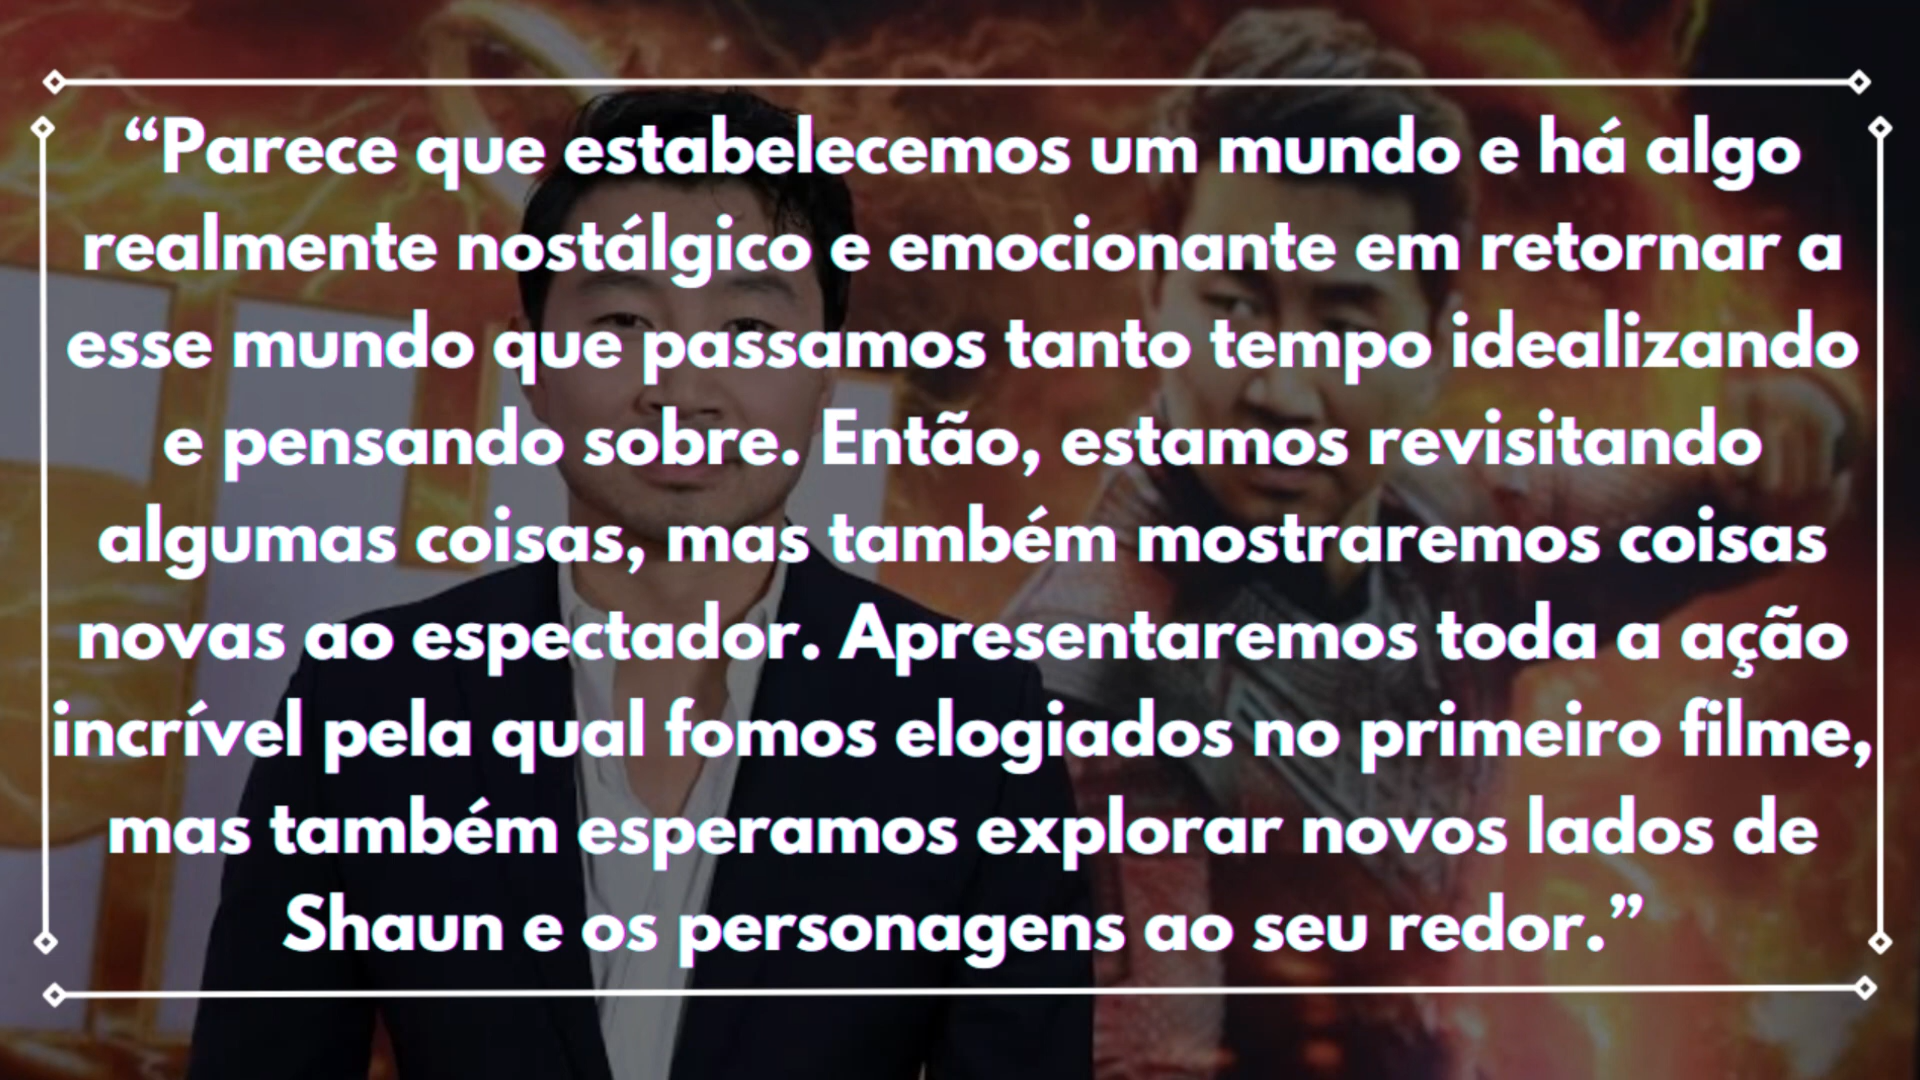 “Parece que estabelecemos um mundo e há algo
realmente nostálgico e emocionante em retornar a
esse mundo que passamos tanto tempo idealizando
e pensando sobre. Então, estamos revisitando
algumas coisas, mas também mostraremos coisas
novas ao espectador. Apresentaremos toda a ação
incrível pela qual fomos elogiados no primeiro filme,
mas também esperamos explorar novos lados de
Shaun e os personagens ao seu redor.”